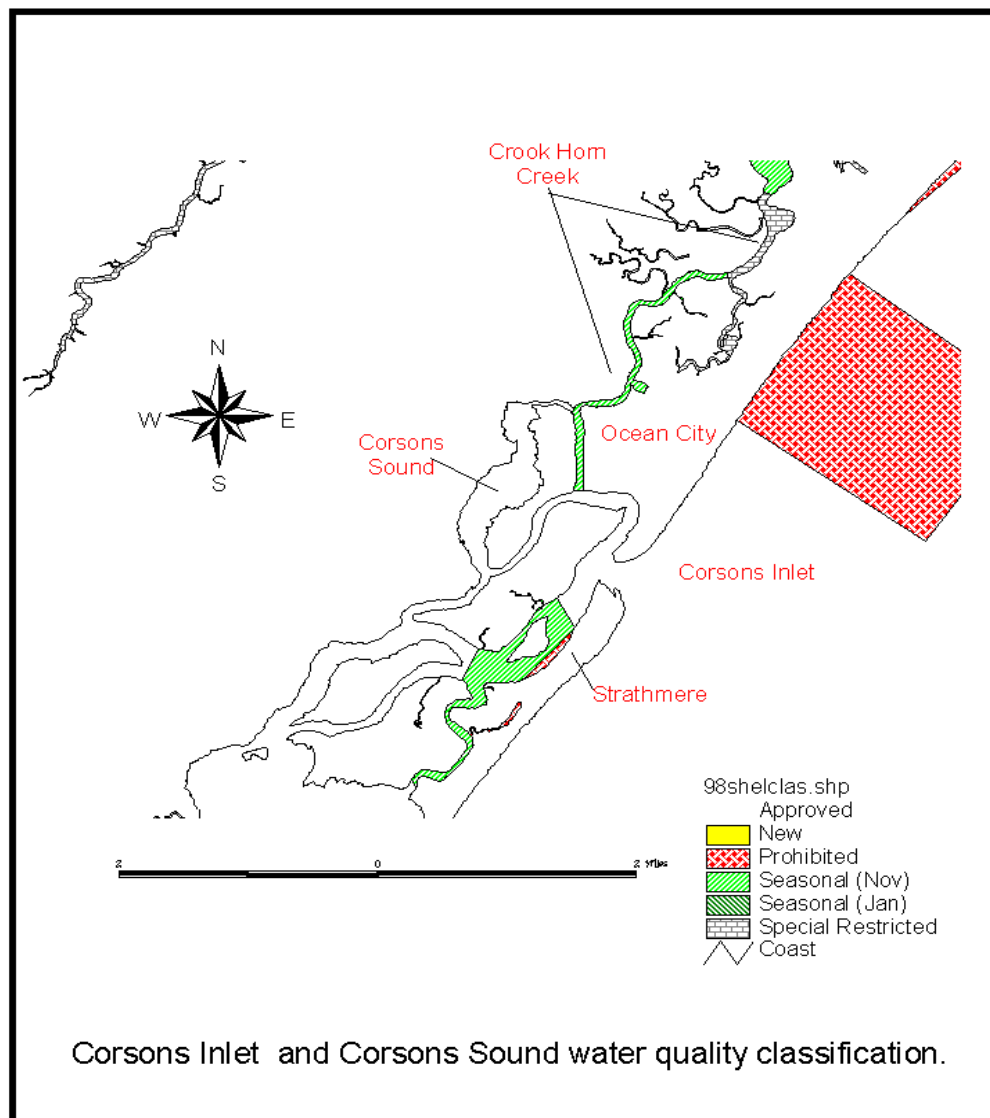 Crook Horn
Creek
N
W
E
S
Corsons
Sound
Ocean City
Corsons Inlet
Strathmere
98shelclas.shp
Approved
New
Prohibited
Seasonal (Nov)
Seasonal (Jan)
Special Restricted
Coast
2 0 2 Miles
Corsons Inlet and Corsons Sound water quality classification.